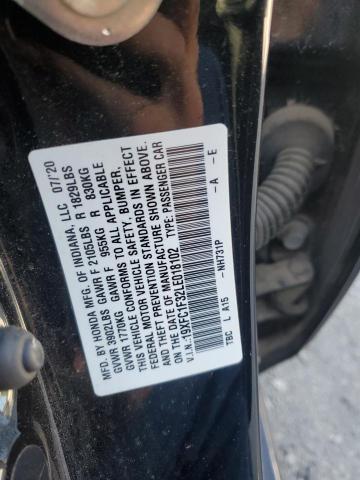 MFD. BY HONDA MFG. OF INDIANA, LLC 07/'20
GVWR 3902LBS GAWR F 2105LBS R 1829LBS
GVWR 1770KG GAWR F 955KG R 830KG
THIS VEHICLE CONFORMS TO ALL APPLICABLE
FEDERAL MOTOR VEHICLE SAFETY, BUMPER,
AND THEFT PREVENTION STANDARDS IN EFFECT
ON THE DATE OF MANUFACTURE SHOWN ABOVE.
V.I.N.:19XFC1F32LE018102 TYPE: PASSENGER CAR
NH731P -A -E
TBC L A15